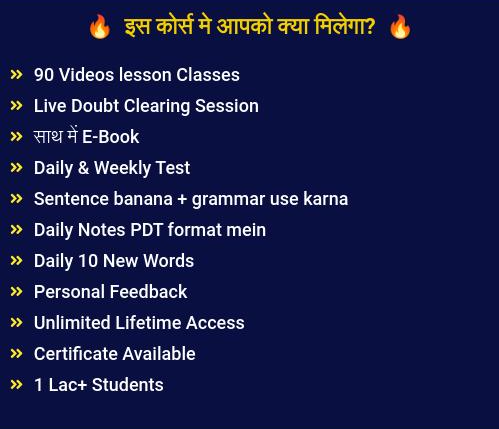 🔥 इस कोर्स मे आपको क्या मिलेगा? 🔥
» 90 Videos lesson Classes
» Live Doubt Clearing Session
» साथ में E-Book
» Daily & Weekly Test
» Sentence banana + grammar use karna
» Daily Notes PDT format mein
» Daily 10 New Words
» Personal Feedback
» Unlimited Lifetime Access
» Certificate Available
» 1 Lac+ Students